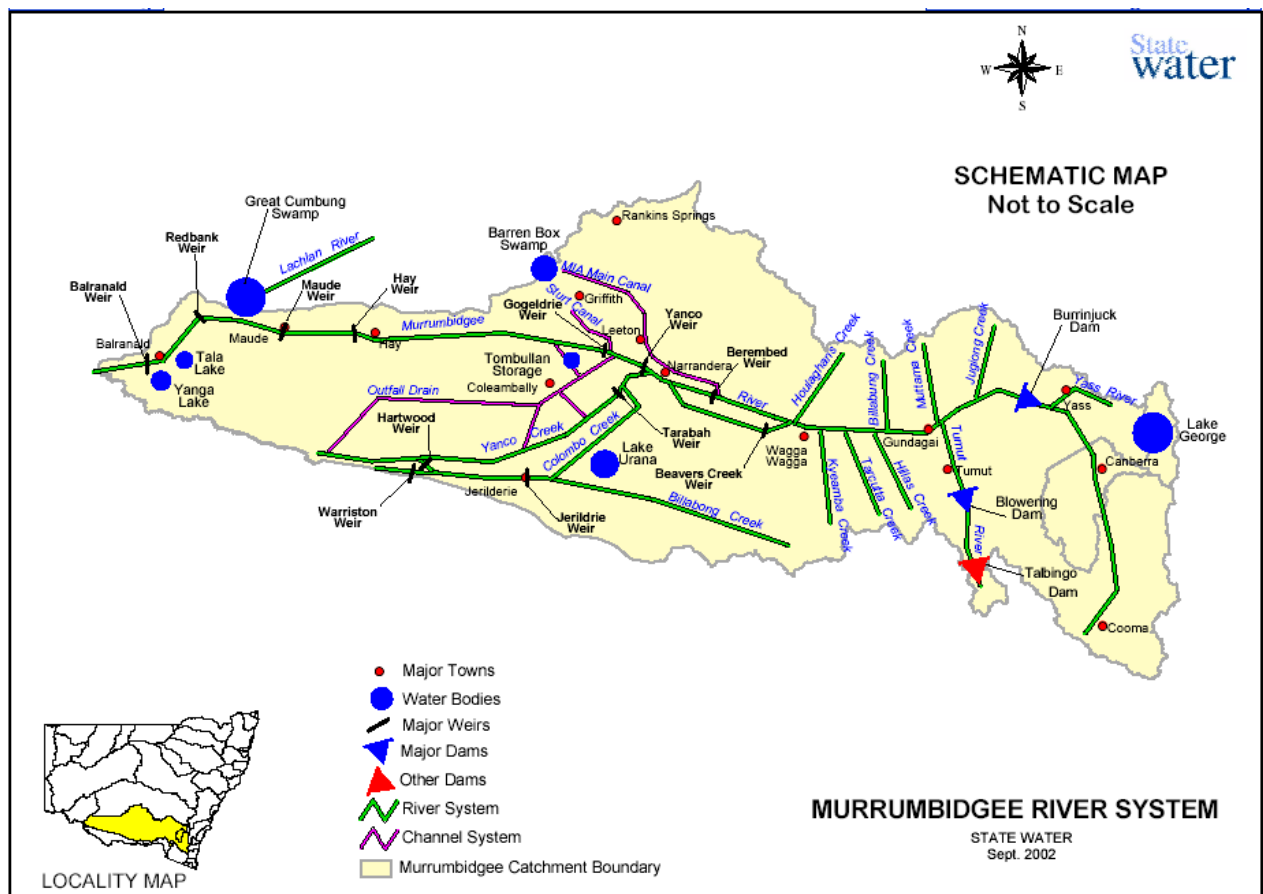 N
W
E
S
State
water
SCHEMATIC MAP
Not to Scale
Great Cumbung
Swamp
Redbank
Weir
Lachlan River
Balranald
Weir
Maude
Weir
Hay
Weir
Balranald
Tala
Lake
Yanga
Lake
Maude
Hay
Murrumbidgee
Rankins Springs
Barren Box
Swamp
MIA Main Canal
Griffith
Sturt Canal
Gogeldrie
Weir
Leeton
Yanco
Weir
Narrandera
Berembed
Weir
Tombullan
Storage
Coleambally
Outfall Drain
Hartwood
Weir
Yanco Creek
Colombo Creek
Tarabah
Weir
Lake
Urana
River
Beavers Creek
Weir
Warriston
Weir
Jerilderie
Jerildrie
Weir
Billabong Creek
Houlaghans Creek
Billabung Creek
Muttama Creek
Jugiong Creek
Burrinjuck
Dam
Yass River
Yass
Lake
George
Wagga
Wagga
Gundagai
Tumut
Tumut
River
Canberra
Kyeamba Creek
Tarcutta Creek
Hillas Creek
Blowering
Dam
Talbingo
Dam
Cooma
Major Towns
Water Bodies
Major Weirs
Major Dams
Other Dams
River System
Channel System
Murrumbidgee Catchment Boundary
LOCALITY MAP
MURRUMBIDGEE RIVER SYSTEM
STATE WATER
Sept. 2002